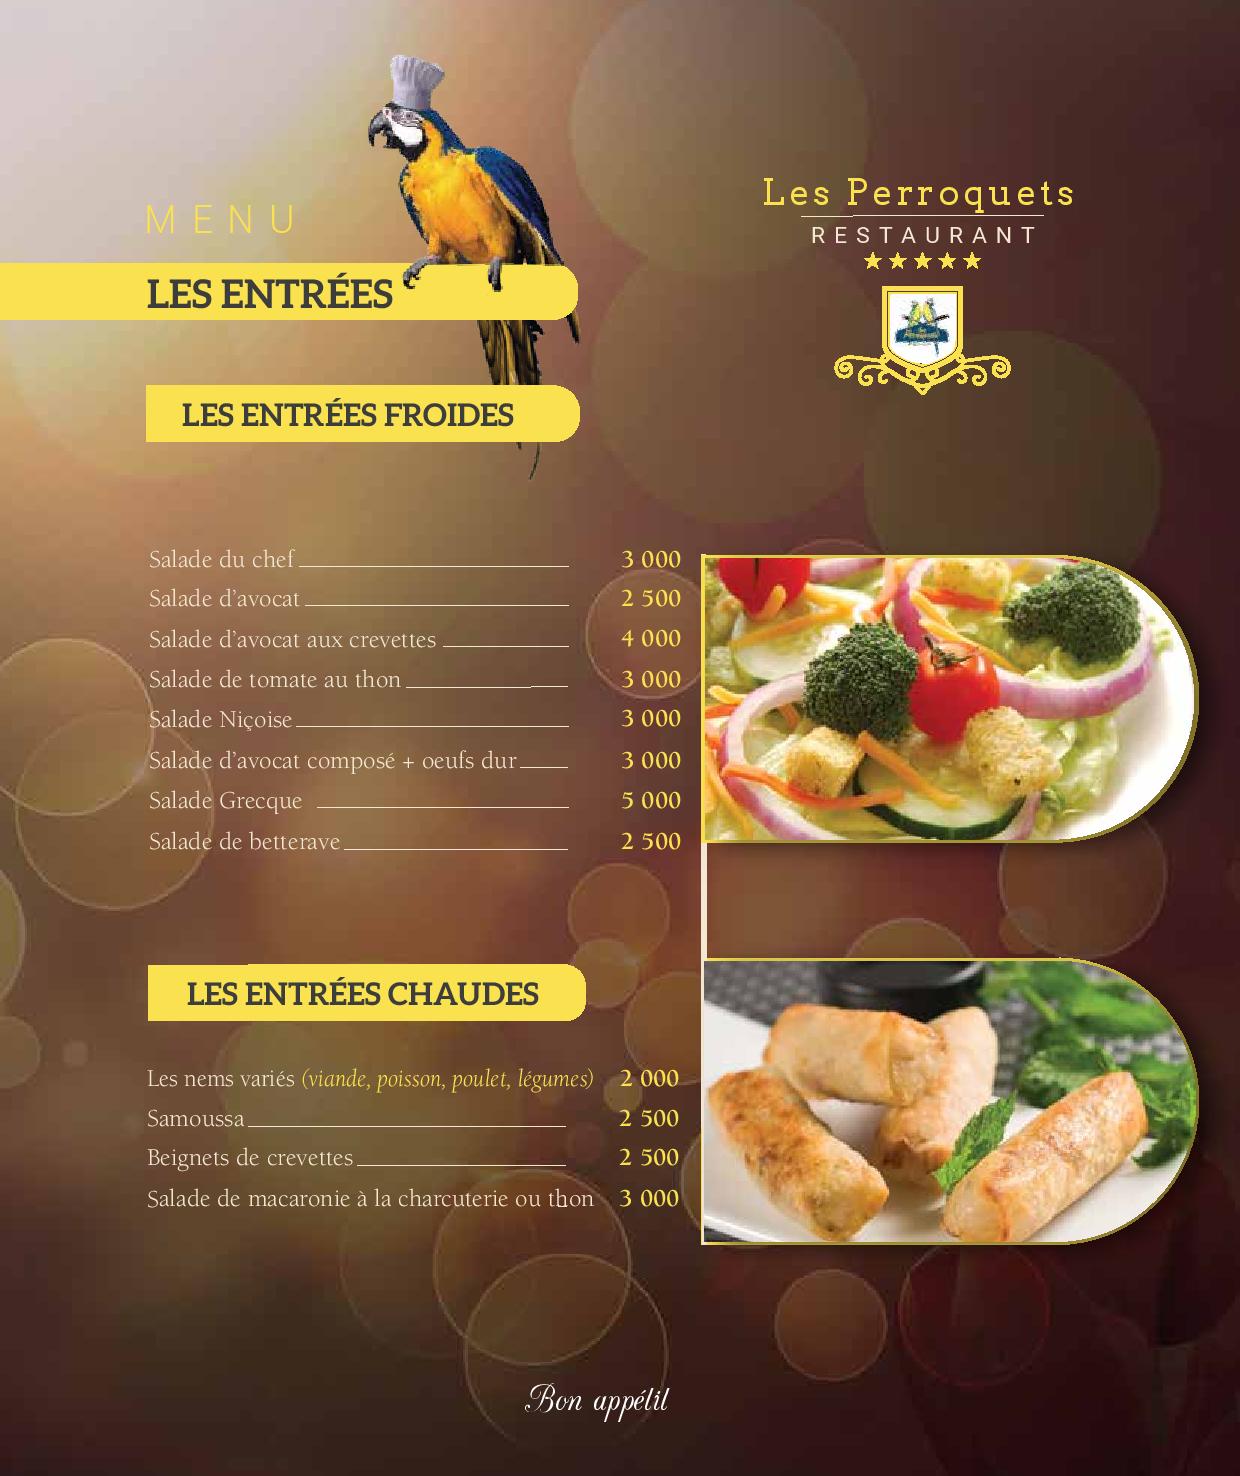 MENU
LES ENTRÉES
Les Perroquets
RESTAURANT
LES ENTRÉES FROIDES
Salade du chef 3 000
Salade d’avocat 2 500
Salade d’avocat aux crevettes 4 000
Salade de tomate au thon 3 000
Salade Niçoise 3 000
Salade d’avocat composé + oeufs dur 3 000
Salade Grecque 5 000
Salade de betterave 2 500
LES ENTRÉES CHAUDES
Les nems variés (viande, poisson, poulet, légumes) 2 000
Samoussa 2 500
Beignets de crevettes 2 500
Salade de macaronie à la charcuterie ou thon 3 000
Bon appétit